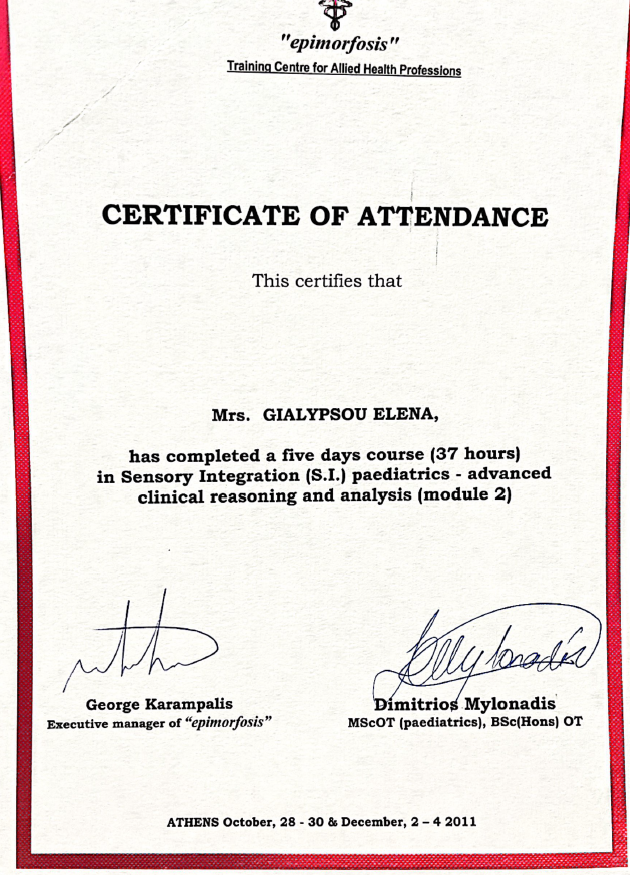 "epimorfosis"
Training Centre for Allied Health Professions
CERTIFICATE OF ATTENDANCE
This certifies that
Mrs. GIALYPSOU ELENA,
has completed a five days course (37 hours)
in Sensory Integration (S.I.) paediatrics - advanced
clinical reasoning and analysis (module 2)
George Karampalis
Executive manager of "epimorfosis"
Dimitrios Mylonadis
MScOT (paediatrics), BSc(Hons) OT
ATHENS October, 28 - 30 & December, 2 – 4 2011